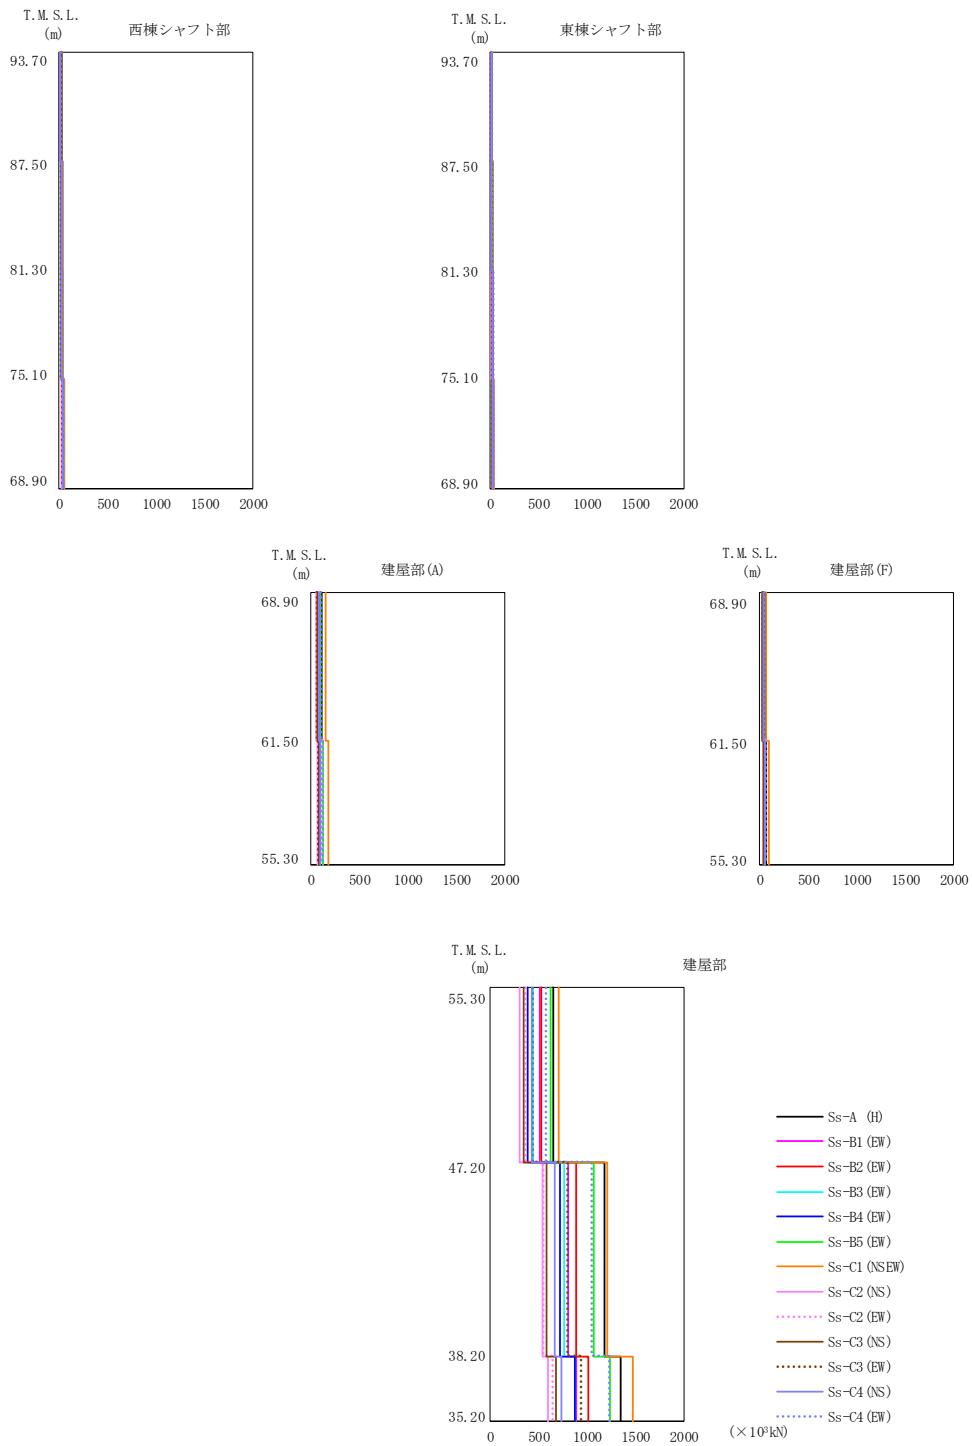 T.M.S.L.
(m)
西棟シャフト部
93.70
87.50
81.30
75.10
68.90
0 500 1000 1500 2000
T.M.S.L.
(m)
東棟シャフト部
93.70
87.50
81.30
75.10
68.90
0 500 1000 1500 2000
T.M.S.L.
(m)
建屋部(A)
68.90
61.50
55.30
0 500 1000 1500 2000
T.M.S.L.
(m)
建屋部(F)
68.90
61.50
55.30
0 500 1000 1500 2000
T.M.S.L.
(m)
建屋部
55.30
47.20
38.20
35.20
0 500 1000 1500 2000
(×10³kN)
Ss-A (H)
Ss-B1(EW)
Ss-B2(EW)
Ss-B3(EW)
Ss-B4(EW)
Ss-B5(EW)
Ss-C1(NSEW)
Ss-C2(NS)
Ss-C2(EW)
Ss-C3(NS)
Ss-C3(EW)
Ss-C4(NS)
Ss-C4(EW)